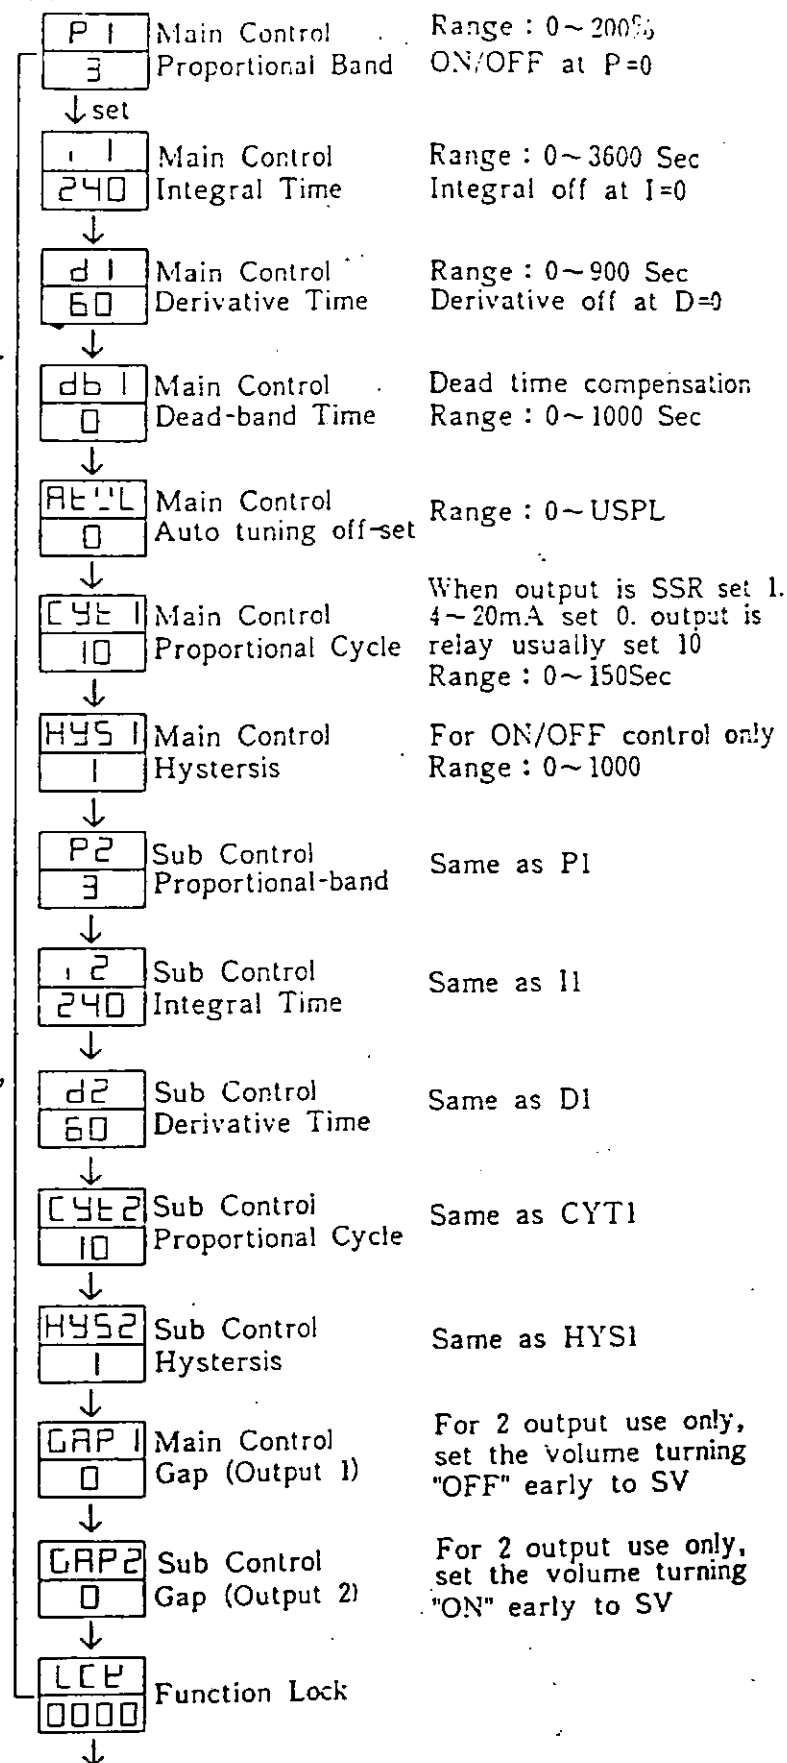 P 1 Main Control Range : 0~200%
3 Proportional Band ON/OFF at P=0
set
i 1 Main Control Range : 0~3600 Sec
240 Integral Time Integral off at I=0
d 1 Main Control Range : 0~900 Sec
60 Derivative Time Derivative off at D=0
db 1 Main Control Dead time compensation
0 Dead-band Time Range : 0~1000 Sec
AtVL Main Control
0 Auto tuning off-set Range : 0~USPL
When output is SSR set 1.
CYt 1 Main Control 4~20mA set 0. output is
10 Proportional Cycle relay usually set 10
Range : 0~150Sec
HYS 1 Main Control For ON/OFF control only
1 Hystersis Range : 0~1000
P2 Sub Control
3 Proportional-band Same as P1
i 2 Sub Control
240 Integral Time Same as I1
d2 Sub Control
60 Derivative Time Same as D1
CYt2 Sub Control
10 Proportional Cycle Same as CYT1
HYS2 Sub Control
1 Hystersis Same as HYS1
GAP 1 Main Control For 2 output use only,
0 Gap (Output 1) set the volume turning
"OFF" early to SV
GAP2 Sub Control For 2 output use only,
0 Gap (Output 2) set the volume turning
"ON" early to SV
LCK Function Lock
0000